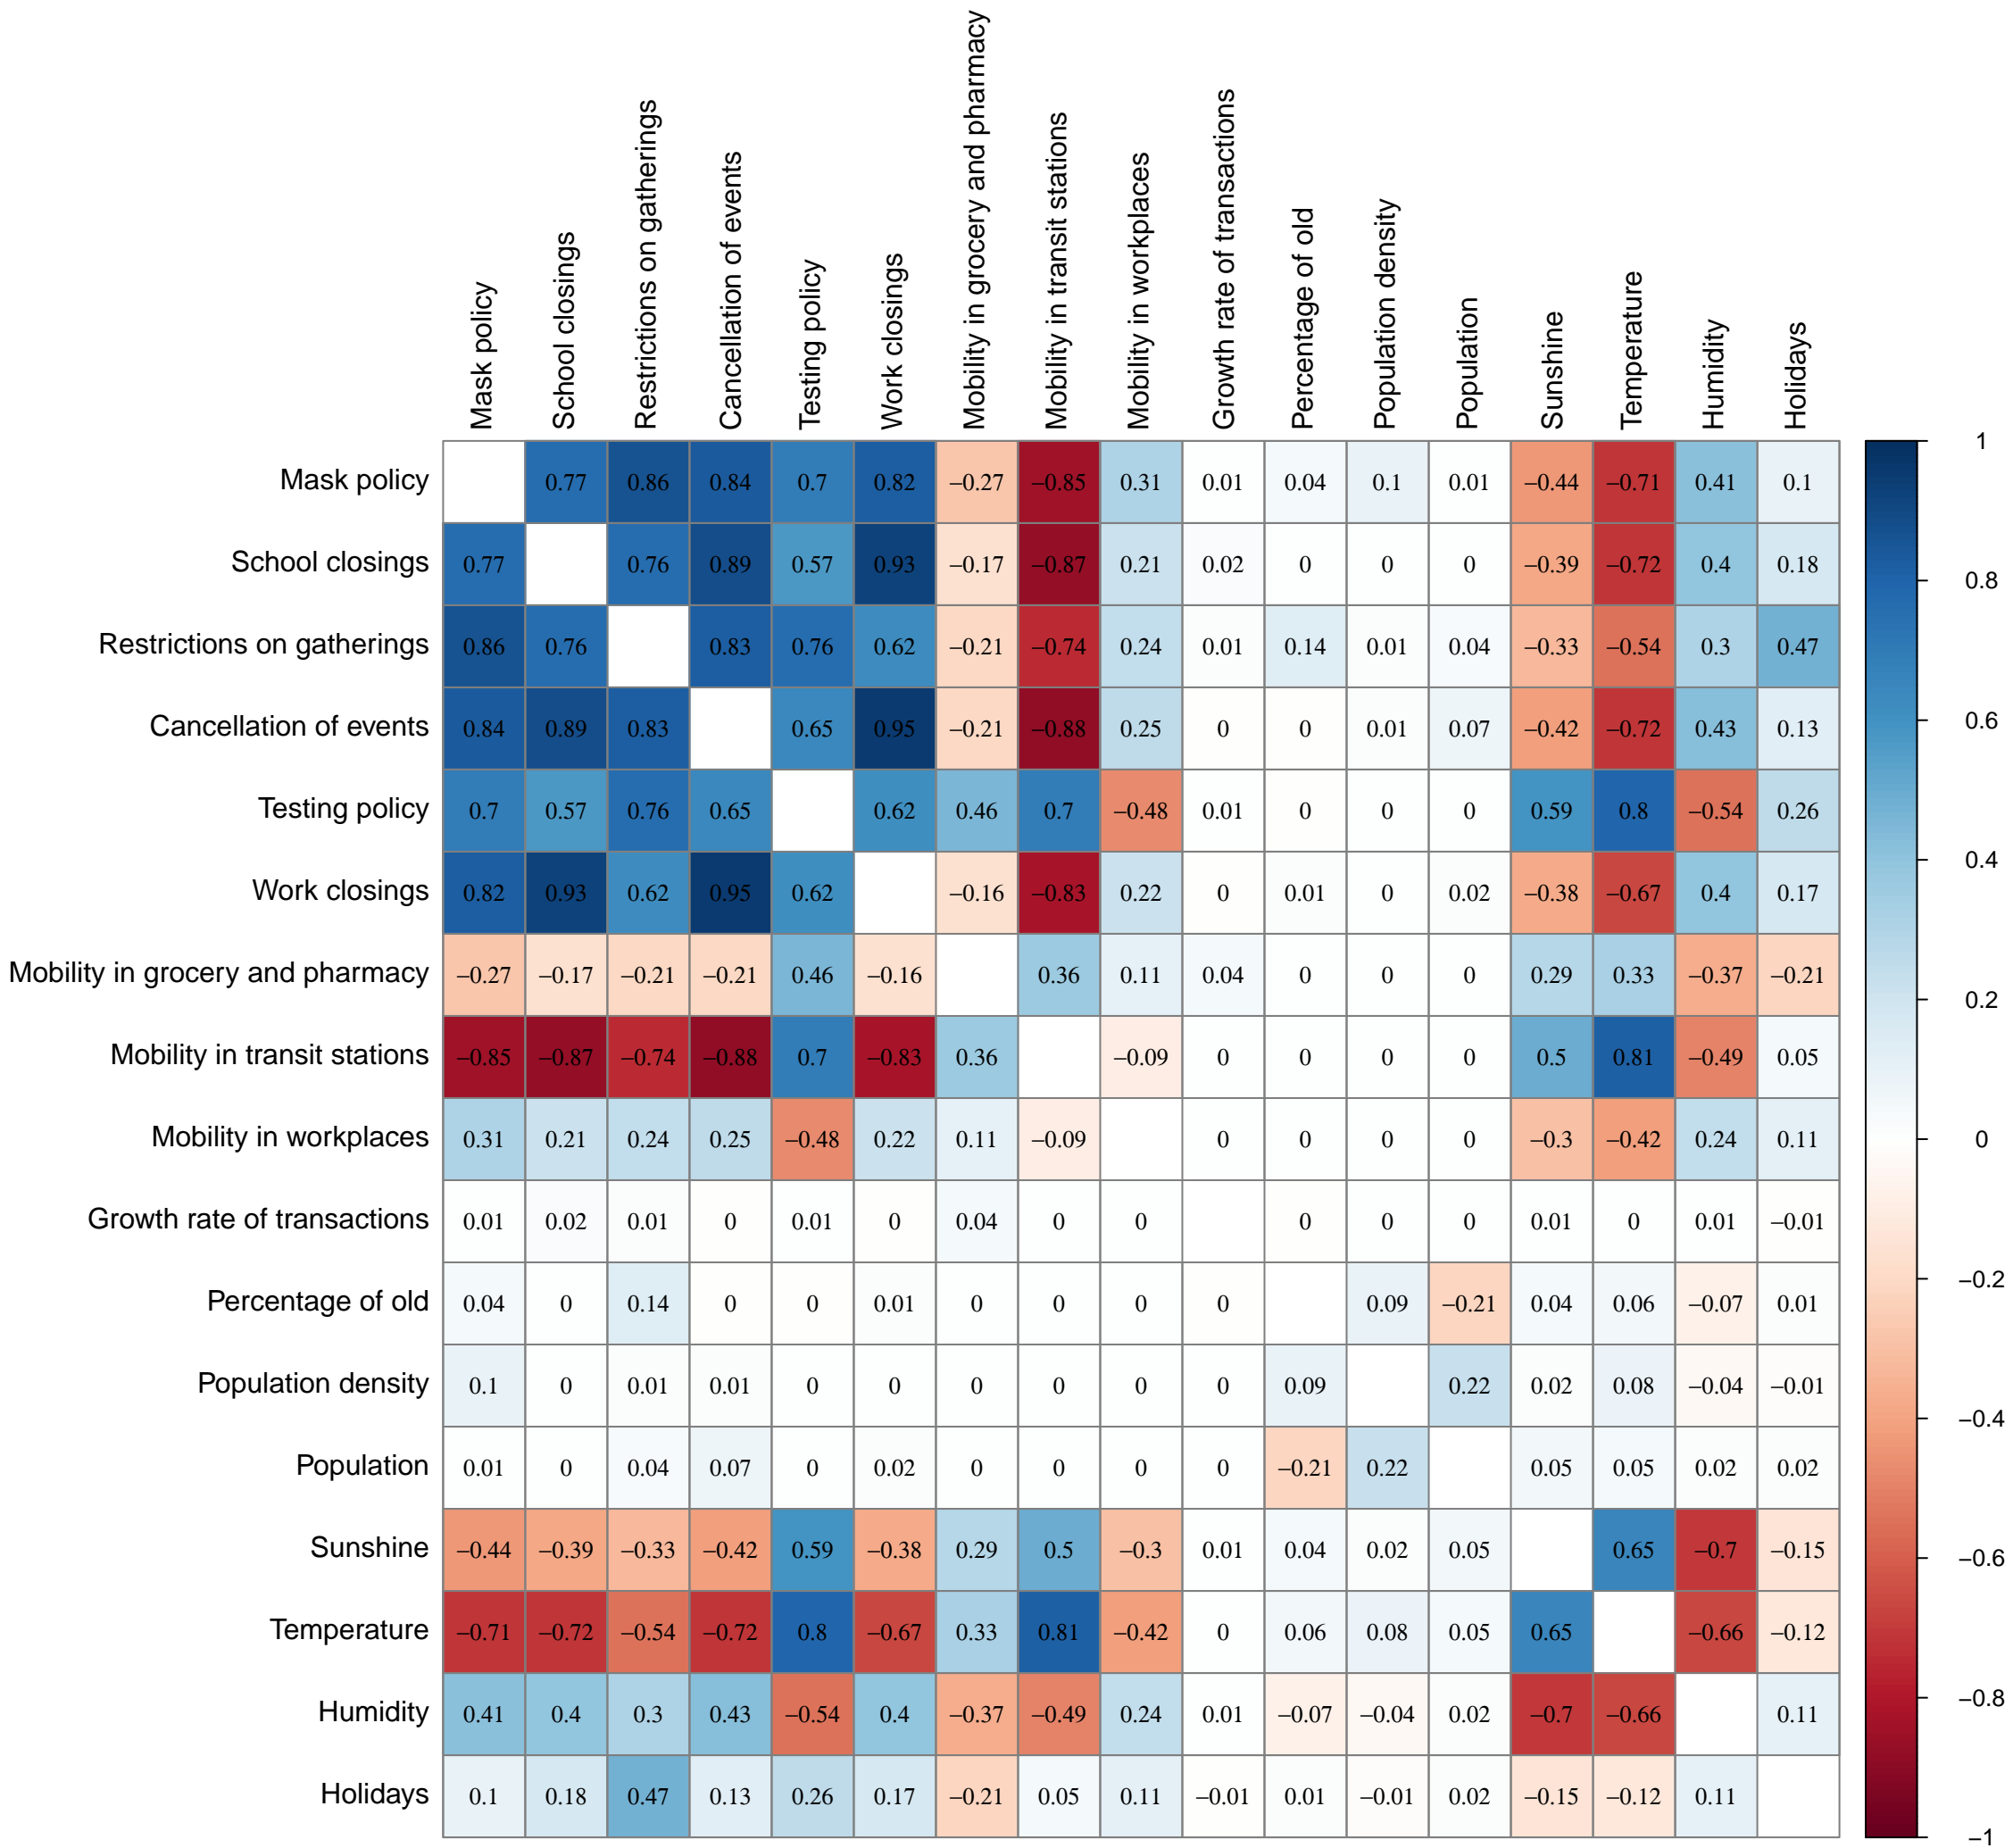 Mask policy
School closings
Restrictions on gatherings
Cancellation of events
Testing policy
Work closings
Mobility in grocery and pharmacy
Mobility in transit stations
Mobility in workplaces
Growth rate of transactions
Percentage of old
Population density
Population
Sunshine
Temperature
Humidity
Holidays
Mask policy 0.77 0.86 0.84 0.7 0.82 −0.27 −0.85 0.31 0.01 0.04 0.1 0.01 −0.44 −0.71 0.41 0.1
School closings 0.77 0.76 0.89 0.57 0.93 −0.17 −0.87 0.21 0.02 0 0 0 −0.39 −0.72 0.4 0.18
Restrictions on gatherings 0.86 0.76 0.83 0.76 0.62 −0.21 −0.74 0.24 0.01 0.14 0.01 0.04 −0.33 −0.54 0.3 0.47
Cancellation of events 0.84 0.89 0.83 0.65 0.95 −0.21 −0.88 0.25 0 0 0.01 0.07 −0.42 −0.72 0.43 0.13
Testing policy 0.7 0.57 0.76 0.65 0.62 0.46 0.7 −0.48 0.01 0 0 0 0.59 0.8 −0.54 0.26
Work closings 0.82 0.93 0.62 0.95 0.62 −0.16 −0.83 0.22 0 0.01 0 0.02 −0.38 −0.67 0.4 0.17
Mobility in grocery and pharmacy −0.27 −0.17 −0.21 −0.21 0.46 −0.16 0.36 0.11 0.04 0 0 0 0.29 0.33 −0.37 −0.21
Mobility in transit stations −0.85 −0.87 −0.74 −0.88 0.7 −0.83 0.36 −0.09 0 0 0 0 0.5 0.81 −0.49 0.05
Mobility in workplaces 0.31 0.21 0.24 0.25 −0.48 0.22 0.11 −0.09 0 0 0 0 −0.3 −0.42 0.24 0.11
Growth rate of transactions 0.01 0.02 0.01 0 0.01 0 0.04 0 0 0 0 0 0.01 0 0.01 −0.01
Percentage of old 0.04 0 0.14 0 0 0.01 0 0 0 0 0.09 −0.21 0.04 0.06 −0.07 0.01
Population density 0.1 0 0.01 0.01 0 0 0 0 0 0 0.09 0.22 0.02 0.08 −0.04 −0.01
Population 0.01 0 0.04 0.07 0 0.02 0 0 0 0 −0.21 0.22 0.05 0.05 0.02 0.02
Sunshine −0.44 −0.39 −0.33 −0.42 0.59 −0.38 0.29 0.5 −0.3 0.01 0.04 0.02 0.05 0.65 −0.7 −0.15
Temperature −0.71 −0.72 −0.54 −0.72 0.8 −0.67 0.33 0.81 −0.42 0 0.06 0.08 0.05 0.65 −0.66 −0.12
Humidity 0.41 0.4 0.3 0.43 −0.54 0.4 −0.37 −0.49 0.24 0.01 −0.07 −0.04 0.02 −0.7 −0.66 0.11
Holidays 0.1 0.18 0.47 0.13 0.26 0.17 −0.21 0.05 0.11 −0.01 0.01 −0.01 0.02 −0.15 −0.12 0.11
1
0.8
0.6
0.4
0.2
0
−0.2
−0.4
−0.6
−0.8
−1